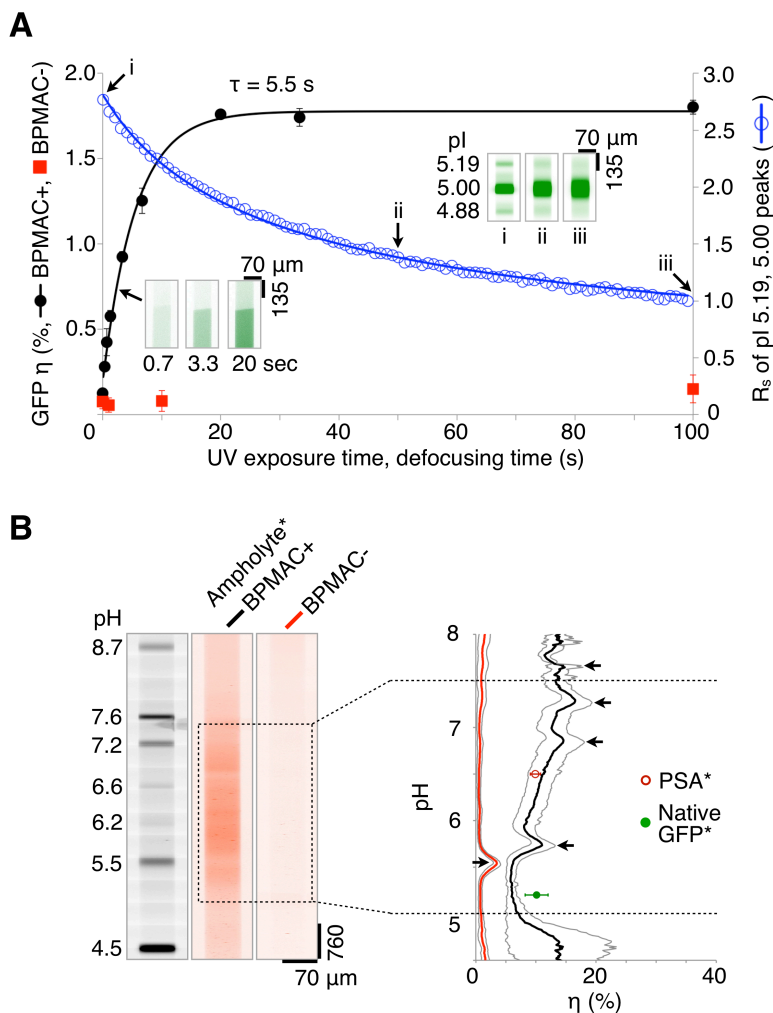 A
GFP η (%, BPMAC+, BPMAC-)
2.0
1.5
1.0
0.5
0
i
τ = 5.5 s
3.0
2.5
2.0
1.5
1.0
0.5
0
Rs of pI 5.19, 5.00 peaks ( )
pI
5.19
5.00
4.88
i
ii
iii
70 µm
135
ii
iii
70 µm
135
0.7
3.3
20 sec
0
20
40
60
80
100
UV exposure time, defocusing time (s)
B
Ampholyte*
BPMAC+
BPMAC-
pH
8.7
7.6
7.2
6.6
6.2
5.5
4.5
760
70 µm
pH
8
7
6
5
PSA*
Native
GFP*
0
20
40
η (%)